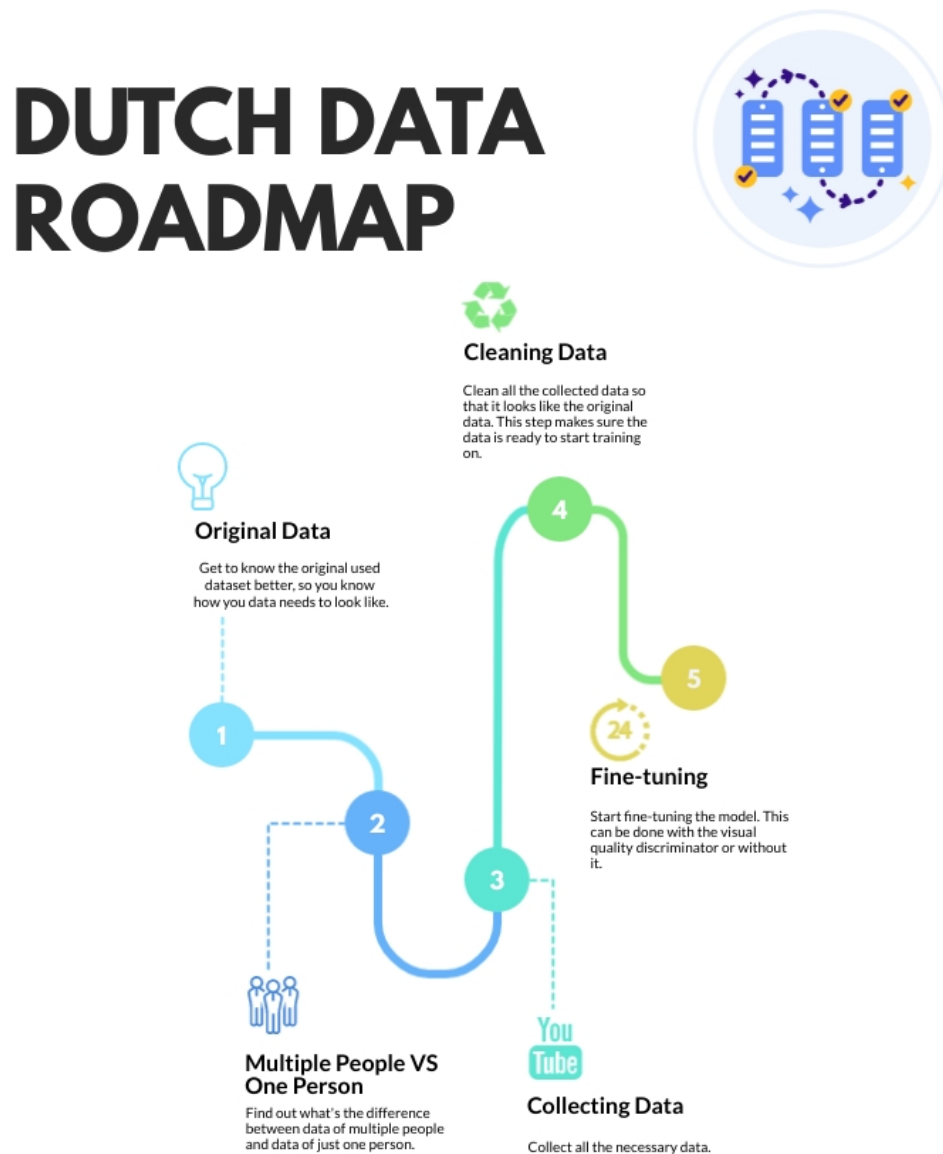 DUTCH DATA
ROADMAP
Cleaning Data
Clean all the collected data so
that it looks like the original
data. This step makes sure the
data is ready to start training
on.
4
Original Data
Get to know the original used
dataset better, so you know
how you data needs to look like.
1
5
24
Fine-tuning
Start fine-tuning the model. This
can be done with the visual
quality discriminator or without
it.
2
3
Multiple People VS
One Person
Find out what's the difference
between data of multiple people
and data of just one person.
You
Tube
Collecting Data
Collect all the necessary data.